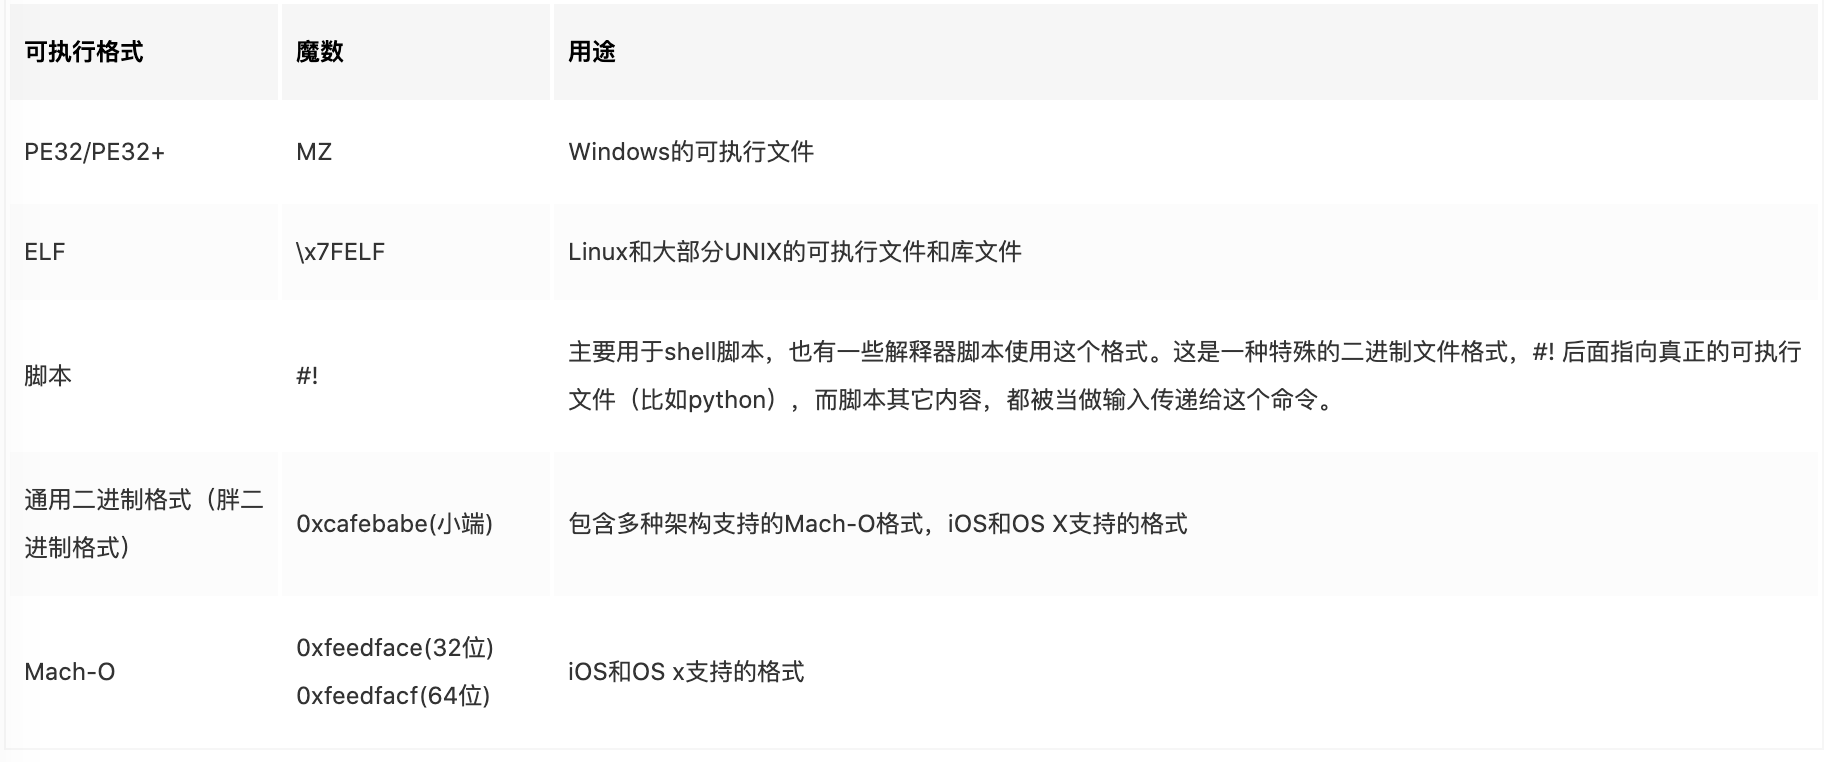 可执行格式 魔数 用途
PE32/PE32+ MZ Windows的可执行文件
ELF \x7FELF Linux和大部分UNIX的可执行文件和库文件
脚本 #! 主要用于shell脚本，也有一些解释器脚本使用这个格式。这是一种特殊的二进制文件格式，#! 后面指向真正的可执行
文件（比如python），而脚本其它内容，都被当做输入传递给这个命令。
通用二进制格式（胖二
进制格式） 0xcafebabe(小端) 包含多种架构支持的Mach-O格式，iOS和OS X支持的格式
Mach-O 0xfeedface(32位)
0xfeedfacf(64位) iOS和OS x支持的格式